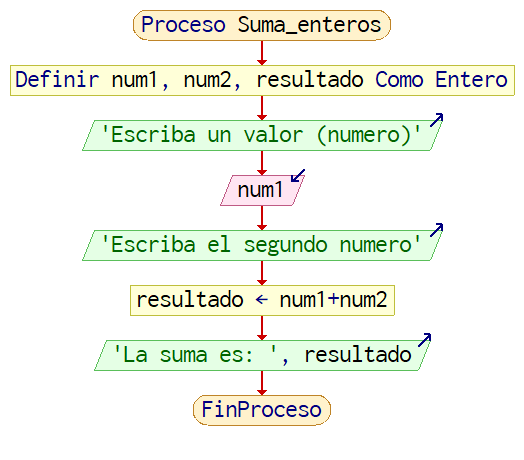 Proceso Suma_enteros
Definir num1, num2, resultado Como Entero
'Escriba un valor (numero)'
num1
'Escriba el segundo numero'
resultado ← num1+num2
'La suma es: ', resultado
FinProceso